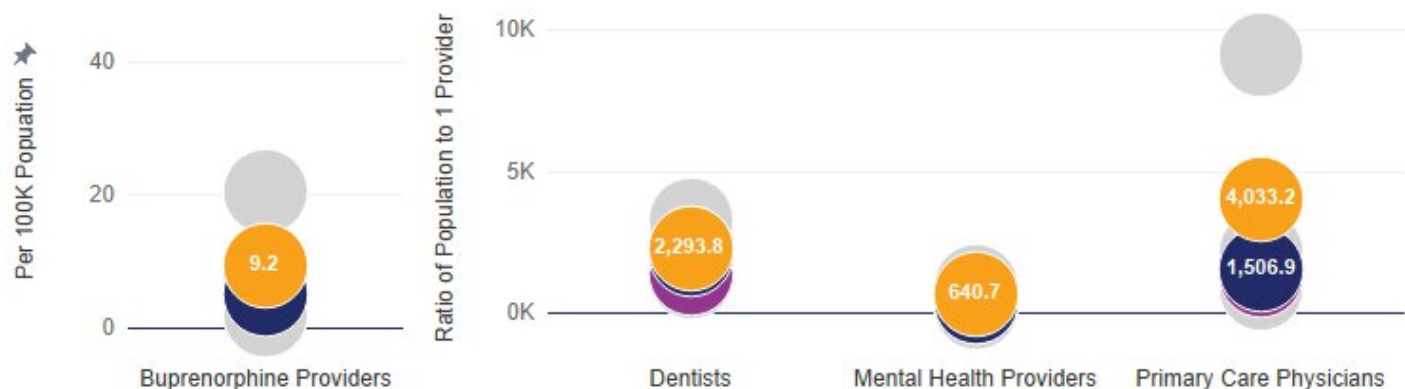 Per 100K Popuation
40
20
0
9.2
Buprenorphine Providers
Ratio of Population to 1 Provider
10K
5K
0K
2,293.8
640.7
4,033.2
1,506.9
Dentists
Mental Health Providers
Primary Care Physicians